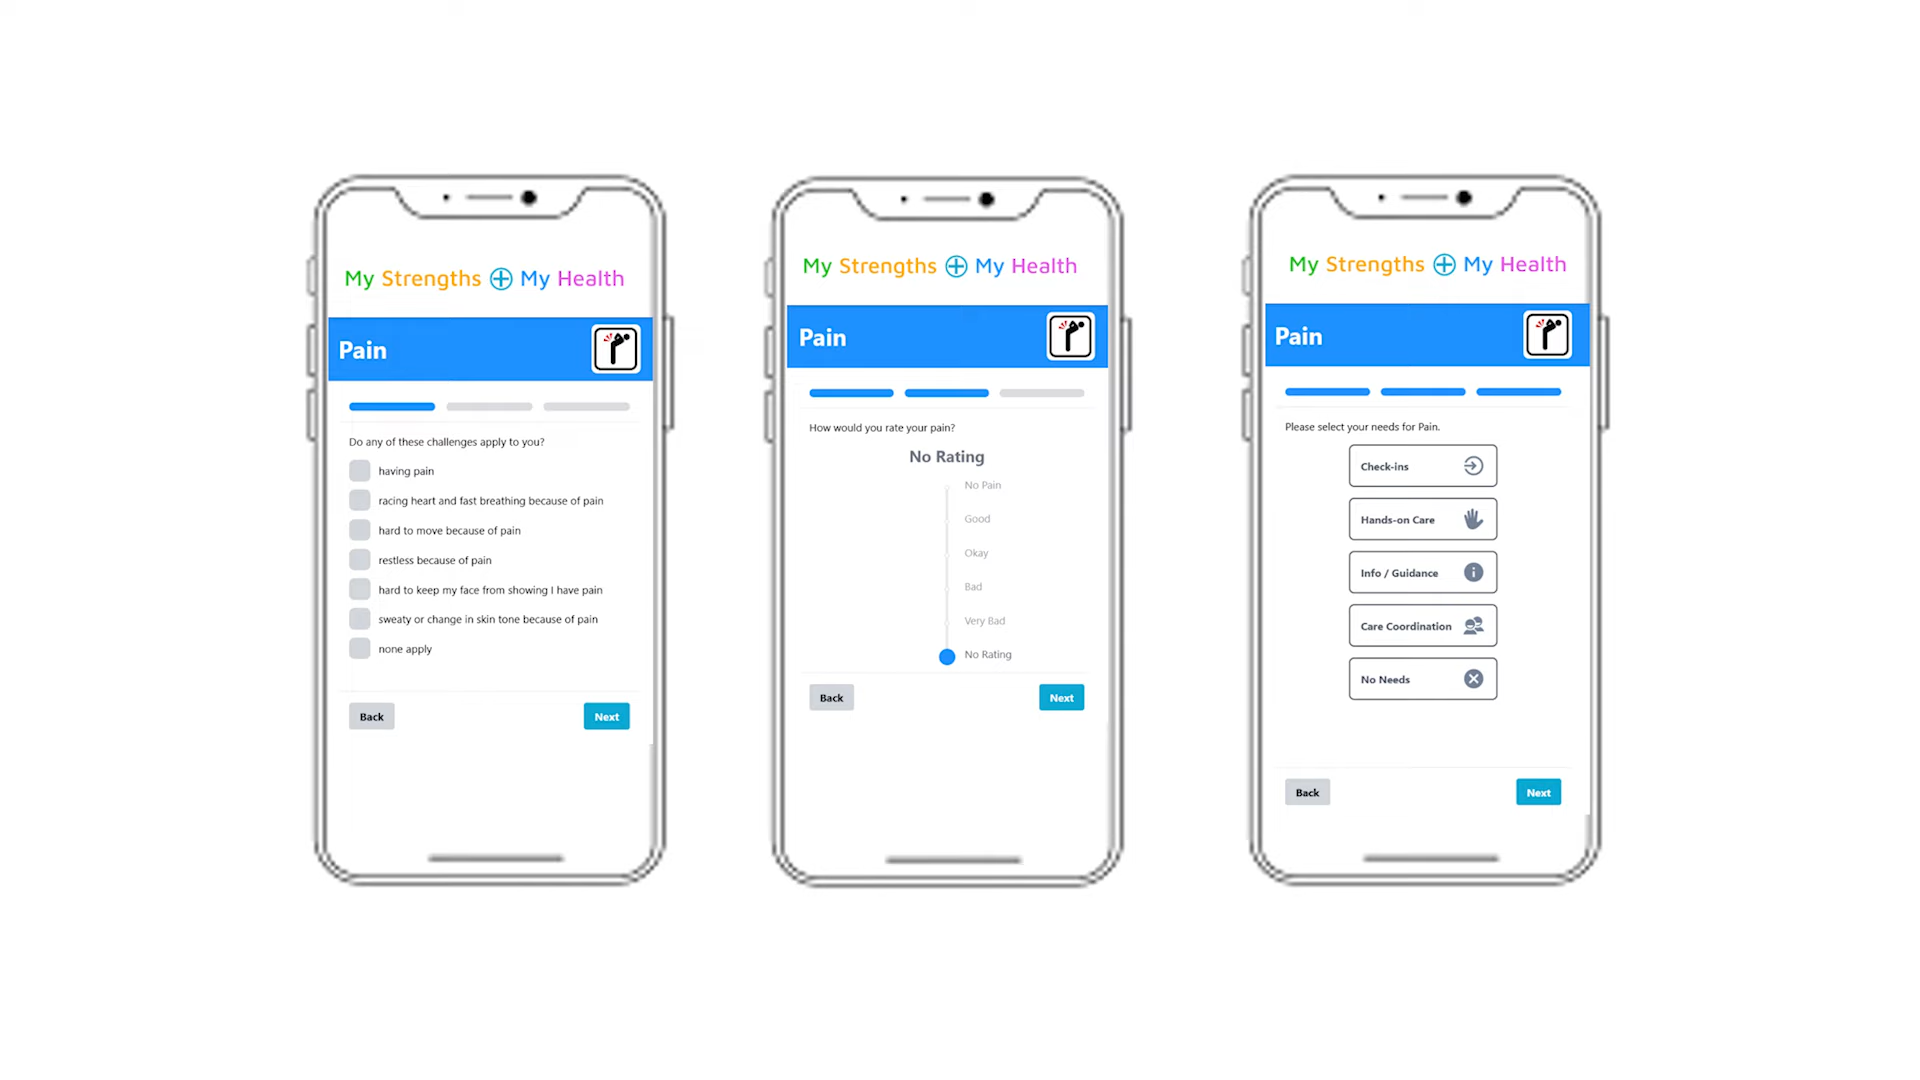 My Strengths My Health
Pain
Do any of these challenges apply to you?
having pain
racing heart and fast breathing because of pain
hard to move because of pain
restless because of pain
hard to keep my face from showing I have pain
sweaty or change in skin tone because of pain
none apply
Back
Next
My Strengths My Health
Pain
How would you rate your pain?
No Rating
No Pain
Good
Okay
Bad
Very Bad
No Rating
Back
Next
My Strengths My Health
Pain
Please select your needs for Pain.
Check-ins
Hands-on Care
Info / Guidance
Care Coordination
No Needs
Back
Next